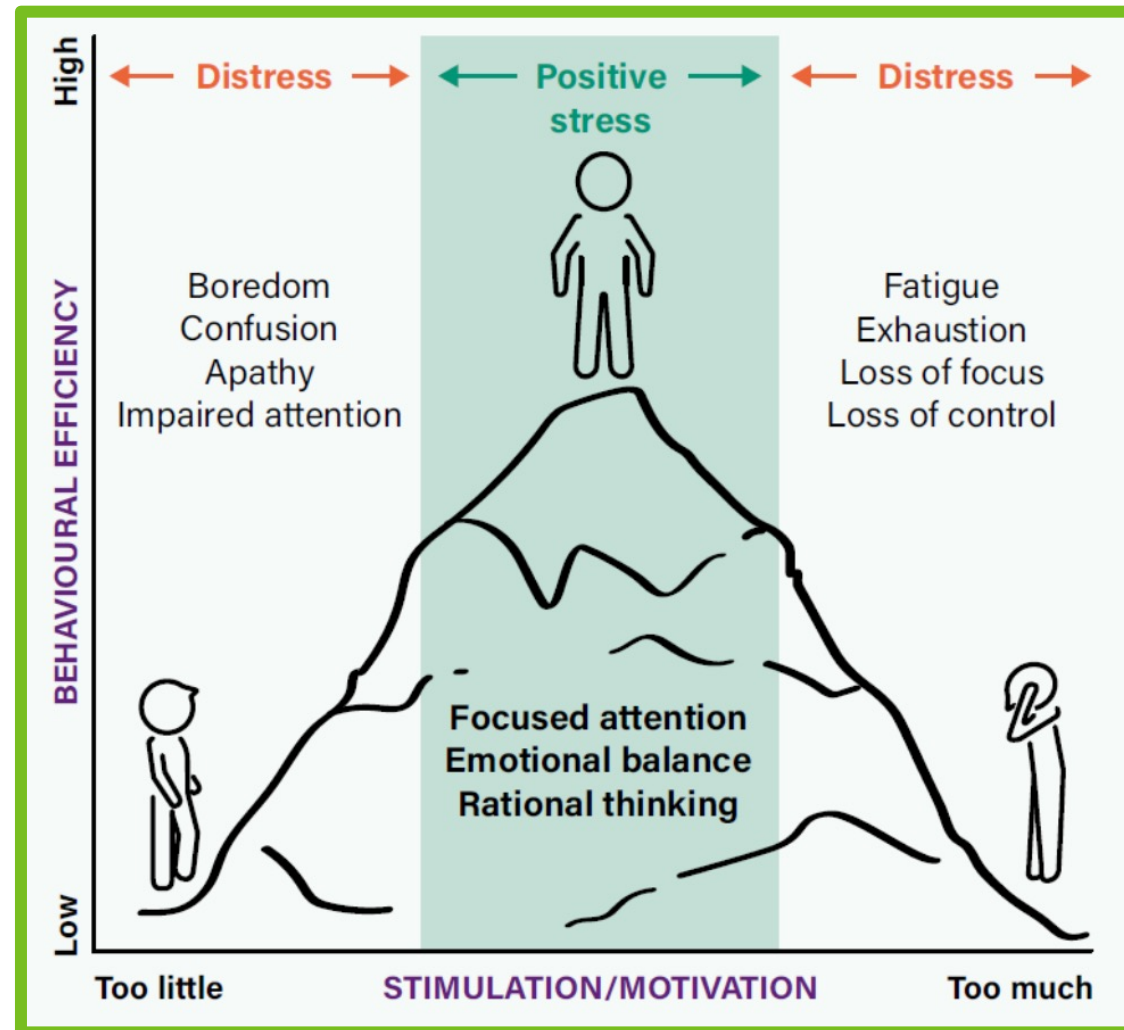 High
Distress
Positive
stress
Distress
Boredom
Confusion
Apathy
Impaired attention
Fatigue
Exhaustion
Loss of focus
Loss of control
BEHAVIOURAL EFFICIENCY
Focused attention
Emotional balance
Rational thinking
Low
Too little
STIMULATION/MOTIVATION
Too much